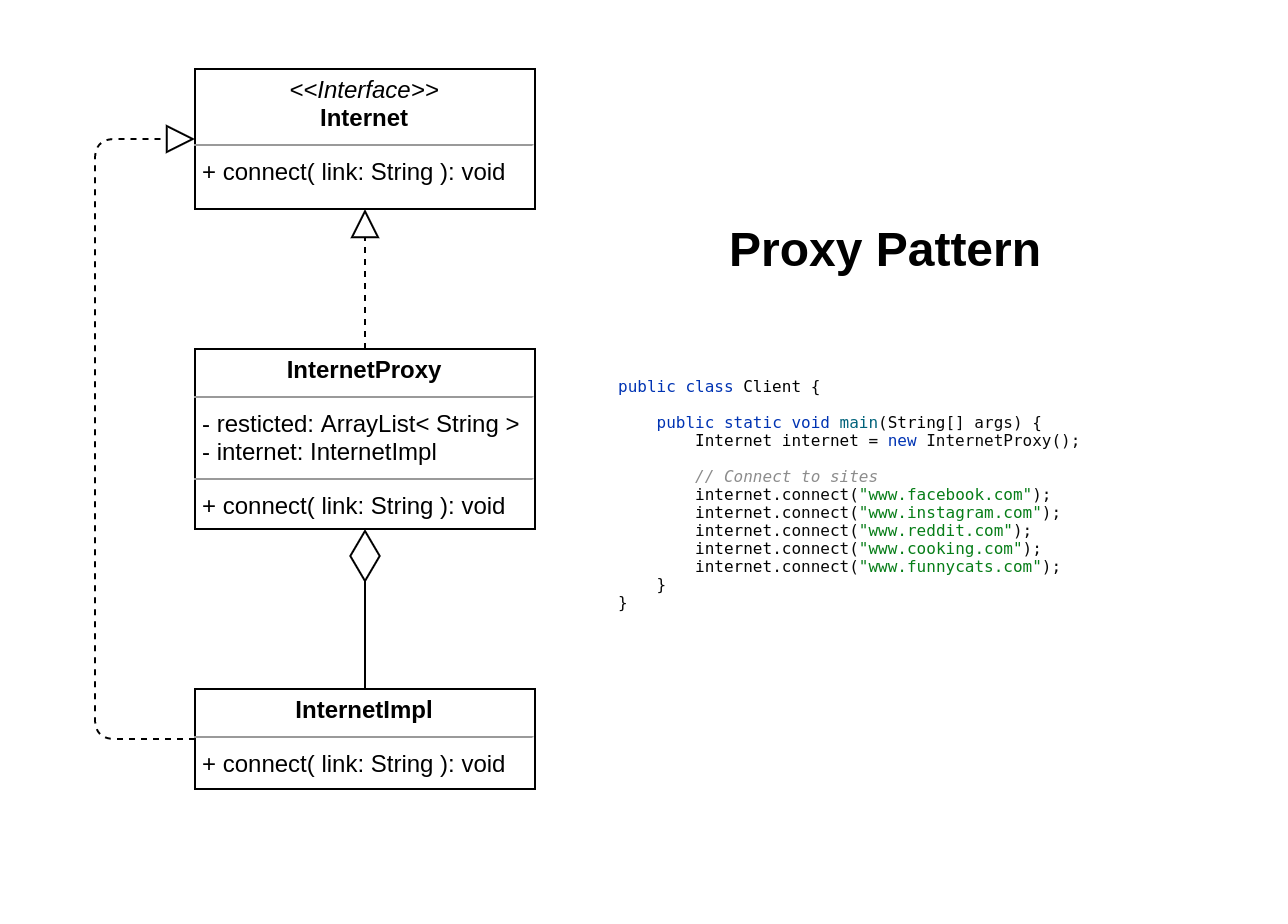 <<Interface>>
Internet
+ connect( link: String ): void
Proxy Pattern
InternetProxy
- resticted: ArrayList< String >
- internet: InternetImpl
+ connect( link: String ): void
public class Client {
    public static void main(String[] args) {
        Internet internet = new InternetProxy();
        // Connect to sites
        internet.connect("www.facebook.com");
        internet.connect("www.instagram.com");
        internet.connect("www.reddit.com");
        internet.connect("www.cooking.com");
        internet.connect("www.funnycats.com");
    }
}
InternetImpl
+ connect( link: String ): void